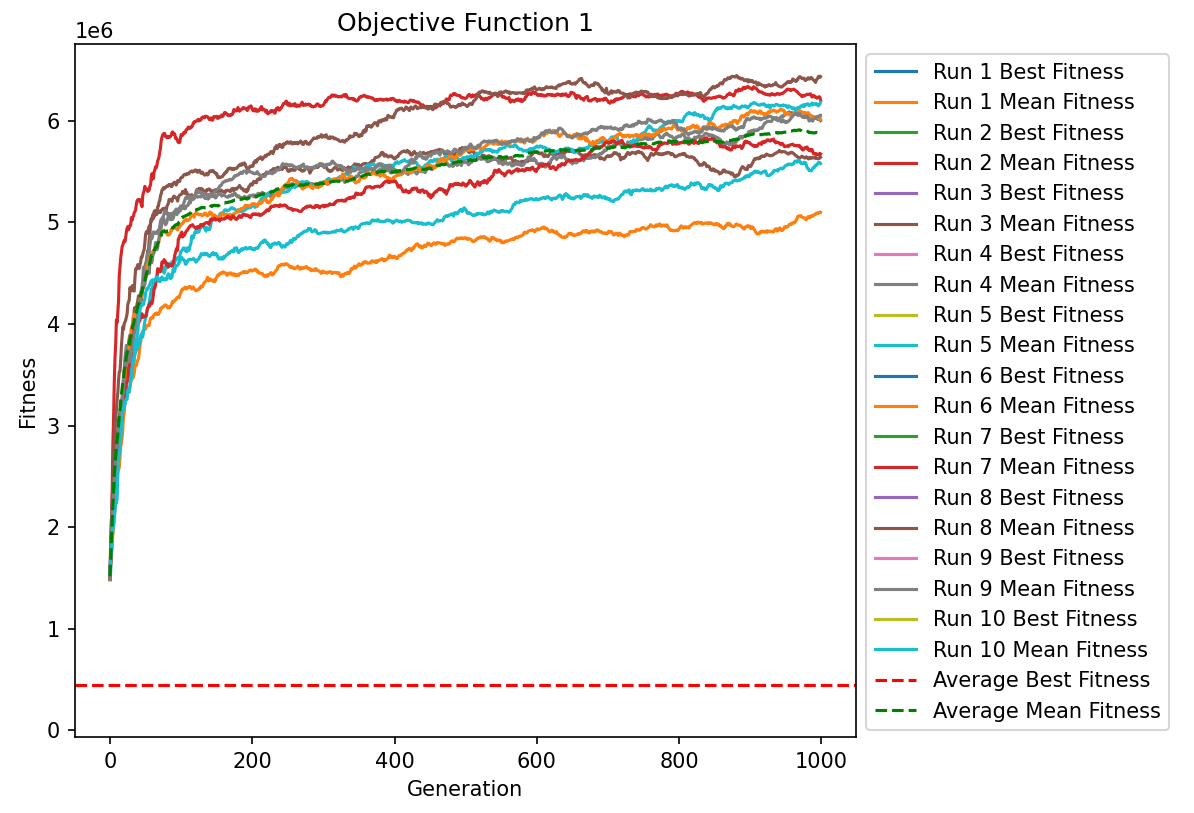 Objective Function 1
1e6
6
5
4
3
2
1
0
Fitness
0 200 400 600 800 1000
Generation
Run 1 Best Fitness
Run 1 Mean Fitness
Run 2 Best Fitness
Run 2 Mean Fitness
Run 3 Best Fitness
Run 3 Mean Fitness
Run 4 Best Fitness
Run 4 Mean Fitness
Run 5 Best Fitness
Run 5 Mean Fitness
Run 6 Best Fitness
Run 6 Mean Fitness
Run 7 Best Fitness
Run 7 Mean Fitness
Run 8 Best Fitness
Run 8 Mean Fitness
Run 9 Best Fitness
Run 9 Mean Fitness
Run 10 Best Fitness
Run 10 Mean Fitness
Average Best Fitness
Average Mean Fitness